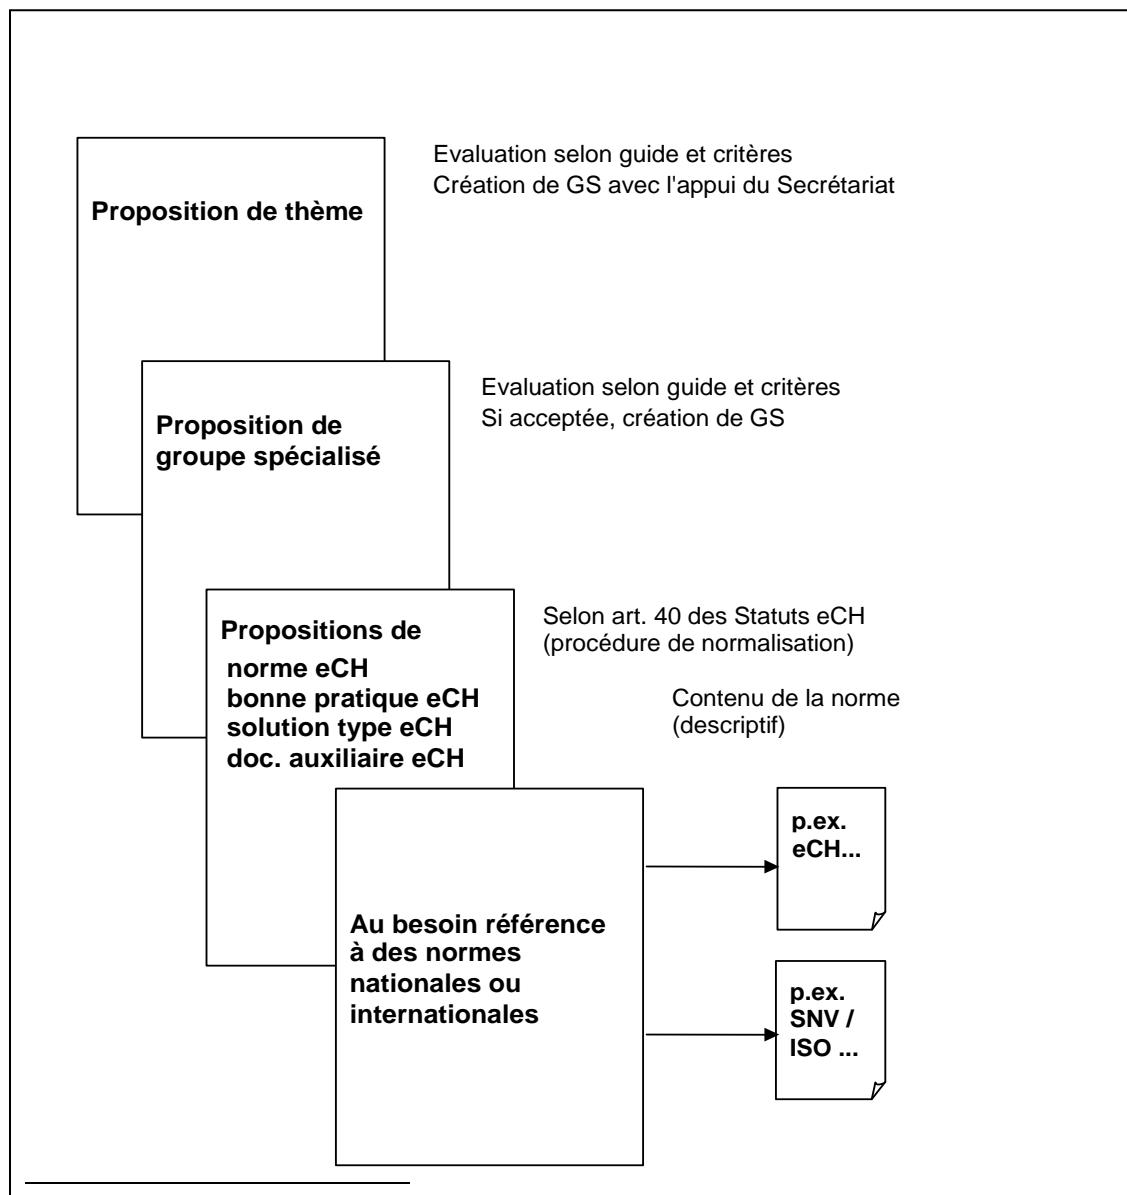 Evaluation selon guide et critères
Création de GS avec l'appui du Secrétariat
Proposition de thème
Evaluation selon guide et critères
Si acceptée, création de GS
Proposition de
groupe spécialisé
Selon art. 40 des Statuts eCH
(procédure de normalisation)
Propositions de
norme eCH
bonne pratique eCH
solution type eCH
doc. auxiliaire eCH
Contenu de la norme
(descriptif)
p.ex.
eCH...
Au besoin référence
à des normes
nationales ou
internationales
p.ex.
SNV /
ISO ...